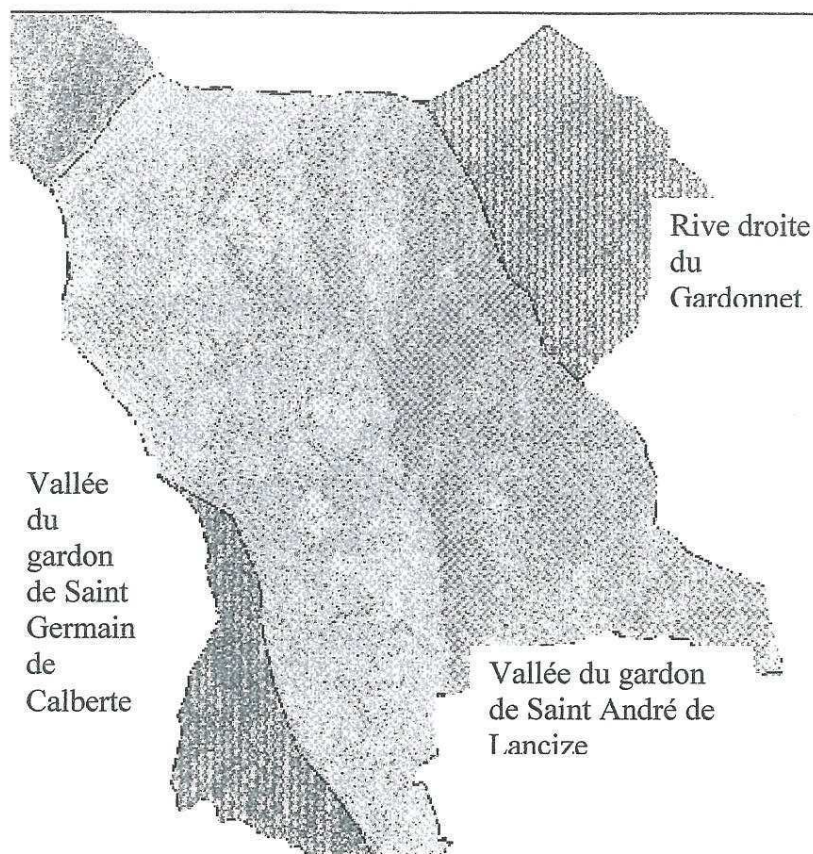 Rive droite
du
Gardonnet
Vallée
du
gardon
de Saint
Germain
de
Calberte
Vallée du gardon
de Saint André de
Lancize